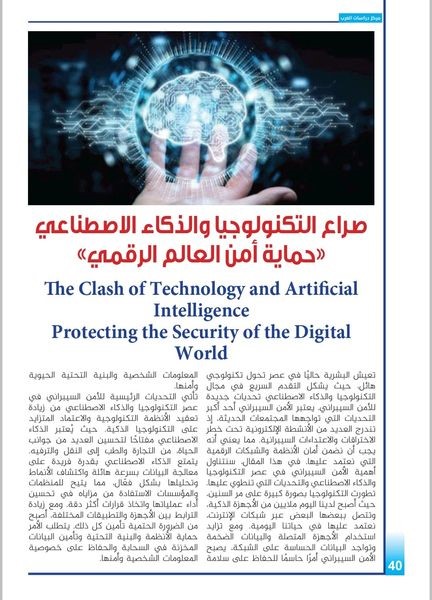 مركز دراسات الغرب
صراع التكنولوجيا والذكاء الاصطناعي
«حماية أمن العالم الرقمي»
The Clash of Technology and Artificial
Intelligence
Protecting the Security of the Digital
World
تعيش البشرية حاليًا في عصر تحول تكنولوجي
هائل، حيث يشكل التقدم السريع في مجال
التكنولوجيا والذكاء الاصطناعي تحديات جديدة
للأمن السيبراني. يعتبر الأمن السيبراني أحد أكبر
التحديات التي تواجهها المجتمعات الحديثة، إذ
تندرج العديد من الأنشطة الإلكترونية تحت خطر
الاختراقات والاعتداءات السيبرانية. مما يعني أنه
يجب أن نضمن أمان الأنظمة والشبكات الرقمية
التي نعتمد عليها. في هذا المقال، سنتناول
أهمية الأمن السيبراني في عصر التكنولوجيا
والذكاء الاصطناعي والتحديات التي تنطوي عليها.
تطورت التكنولوجيا بصورة كبيرة على مر السنين،
حيث أصبح لدينا اليوم ملايين من الأجهزة الذكية،
وتتصل ببعضها البعض عبر شبكات الإنترنت.
نعتمد عليها في حياتنا اليومية. ومع تزايد
استخدام الأجهزة المتصلة والبيانات الضخمة
وتواجد البيانات الحساسة على الشبكة، يصبح
الأمن السيبراني أمرًا حاسمًا للحفاظ على سلامة
المعلومات الشخصية والبنية التحتية الحيوية
وأمنها.
تأتي التحديات الرئيسية للأمن السيبراني في
عصر التكنولوجيا والذكاء الاصطناعي من زيادة
تعقيد الأنظمة التكنولوجية والاعتماد المتزايد
على التكنولوجيا الذكية. حيث يُعتبر الذكاء
الاصطناعي مفتاحًا لتحسين العديد من جوانب
الحياة، من التجارة والطب إلى النقل والترفيه.
يتمتع الذكاء الاصطناعي بقدرة فريدة على
معالجة البيانات بسرعة هائلة واكتشاف الأنماط
وتحليلها بشكل فعّال، مما يتيح للمنظمات
والمؤسسات الاستفادة من مزاياه في تحسين
أداء عملياتها واتخاذ قرارات أكثر دقة. ومع زيادة
الترابط بين الأجهزة والتطبيقات المختلفة، أصبح
من الضرورة الحتمية تأمين كل ذلك. يتطلب الأمر
حماية الأنظمة والبنية التحتية وتأمين البيانات
المخزنة في السحابة والحفاظ على خصوصية
المعلومات الشخصية وأمنها.
40